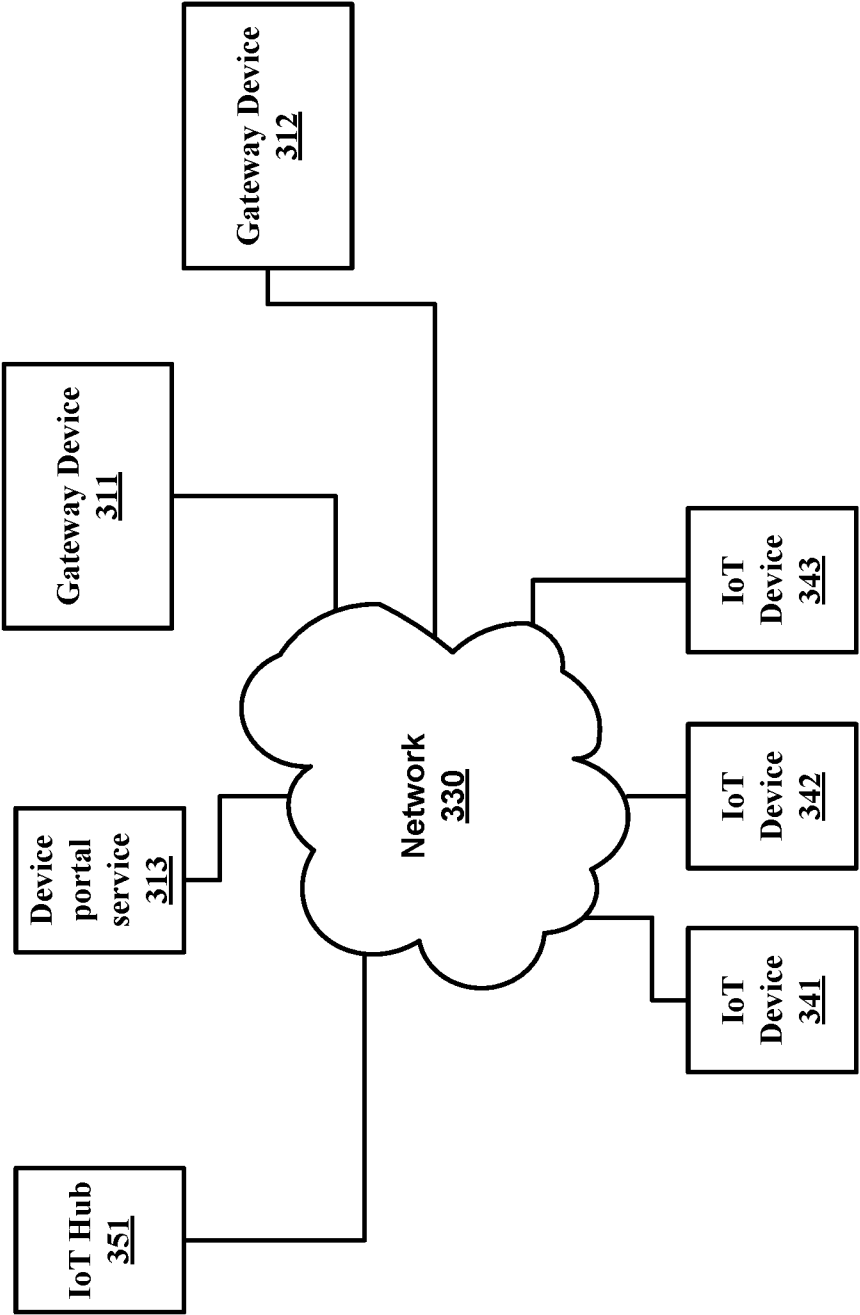 IoT Hub
351
Device
portal
service
313
Gateway Device
311
Gateway Device
312
Network
330
IoT
Device
341
IoT
Device
342
IoT
Device
343